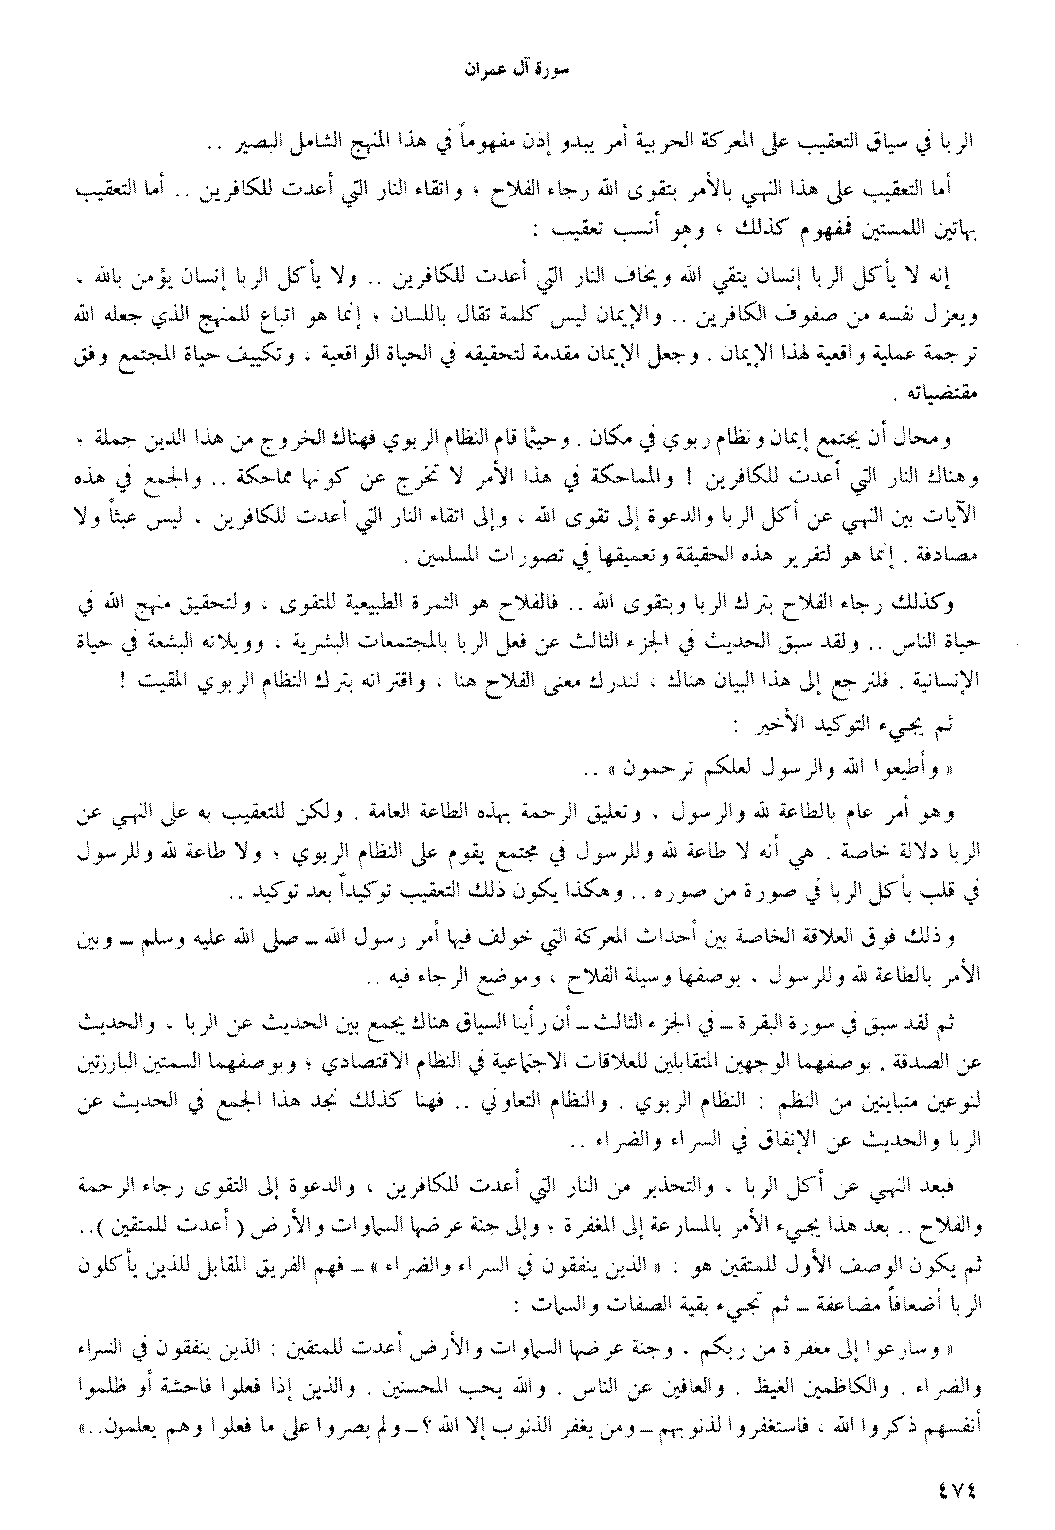 سورة آل عمران
الربا في سياق التعقيب على المعركة الحربية أمر يبدو إذن مفهوماً في هذا المنهج الشامل البصير ..
أما التعقيب على هذا النهي بالأمر بتقوى الله رجاء الفلاح ؛ واتقاء النار التي أعدت للكافرين .. أما التعقيب
بهاتين اللمستين فمفهوم كذلك ؛ وهو أنسب تعقيب :
إنه لا يأكل الربا إنسان يتقي الله ويخاف النار التي أعدت للكافرين .. ولا يأكل الربا إنسان يؤمن بالله ،
ويعزل نفسه من صفوف الكافرين .. والإيمان ليس كلمة تقال باللسان ؛ إنما هو اتباع للمنهج الذي جعله الله
ترجمة عملية واقعية لهذا الإيمان . وجعل الإيمان مقدمة لتحقيقه في الحياة الواقعية ، وتكييف حياة المجتمع وفق
مقتضياته .
ومحال أن يجتمع إيمان ونظام ربوي في مكان . وحيثما قام النظام الربوي فهناك الخروج من هذا الدين جملة ؛
وهناك النار التي أعدت للكافرين ! والمماحكة في هذا الأمر لا تخرج عن كونها مماحكة .. والجمع في هذه
الآيات بين النهي عن أكل الربا والدعوة إلى تقوى الله ، وإلى اتقاء النار التي أعدت للكافرين ، ليس عبثاً ولا
مصادفة . إنما هو لتقرير هذه الحقيقة وتعميقها في تصورات المسلمين .
وكذلك رجاء الفلاح بترك الربا وبتقوى الله .. فالفلاح هو الثمرة الطبيعية للتقوى ، ولتحقيق منهج الله في
حياة الناس .. ولقد سبق الحديث في الجزء الثالث عن فعل الربا بالمجتمعات البشرية ، وويلاته البشعة في حياة
الإنسانية . فلنرجع إلى هذا البيان هناك ، لندرك معنى الفلاح هنا ، واقترانه بترك النظام الربوي المقيت !
ثم يجيء التوكيد الأخير :
« وأطيعوا الله والرسول لعلكم ترحمون » ..
وهو أمر عام بالطاعة لله والرسول ، وتعليق الرحمة بهذه الطاعة العامة . ولكن للتعقيب به على النهي عن
الربا دلالة خاصة . هي أنه لا طاعة لله وللرسول في مجتمع يقوم على النظام الربوي ؛ ولا طاعة لله وللرسول
في قلب يأكل الربا في صورة من صوره .. وهكذا يكون ذلك التعقيب توكيداً بعد توكيد ..
وذلك فوق العلاقة الخاصة بين أحداث المعركة التي خولف فيها أمر رسول الله – صلى الله عليه وسلم – وبين
الأمر بالطاعة لله وللرسول ، بوصفها وسيلة الفلاح ، وموضع الرجاء فيه ..
ثم لقد سبق في سورة البقرة – في الجزء الثالث – أن رأينا السياق هناك يجمع بين الحديث عن الربا ، والحديث
عن الصدقة . بوصفهما الوجهين المتقابلين للعلاقات الاجتماعية في النظام الاقتصادي ؛ وبوصفهما السمتين البارزتين
لنوعين متباينين من النظم : النظام الربوي . والنظام التعاوني .. فهنا كذلك نجد هذا الجمع في الحديث عن
الربا والحديث عن الإنفاق في السراء والضراء ..
فبعد النهي عن أكل الربا ، والتحذير من النار التي أعدت للكافرين ، والدعوة إلى التقوى رجاء الرحمة
والفلاح .. بعد هذا يجيء الأمر بالمسارعة إلى المغفرة ؛ وإلى جنة عرضها السماوات والأرض ( أعدت للمتقين ) ..
ثم يكون الوصف الأول للمتقين هو : « الذين ينفقون في السراء والضراء » – فهم الفريق المقابل للذين يأكلون
الربا أضعافاً مضاعفة – ثم تجيء بقية الصفات والسمات :
« وسارعوا إلى مغفرة من ربكم ، وجنة عرضها السماوات والأرض أعدت للمتقين : الذين ينفقون في السراء
والضراء . والكاظمين الغيظ . والعافين عن الناس . والله يحب المحسنين . والذين إذا فعلوا فاحشة أو ظلموا
أنفسهم ذكروا الله ، فاستغفروا لذنوبهم – ومن يغفر الذنوب إلا الله ؟ – ولم يصروا على ما فعلوا وهم يعلمون .. »
٤٧٤